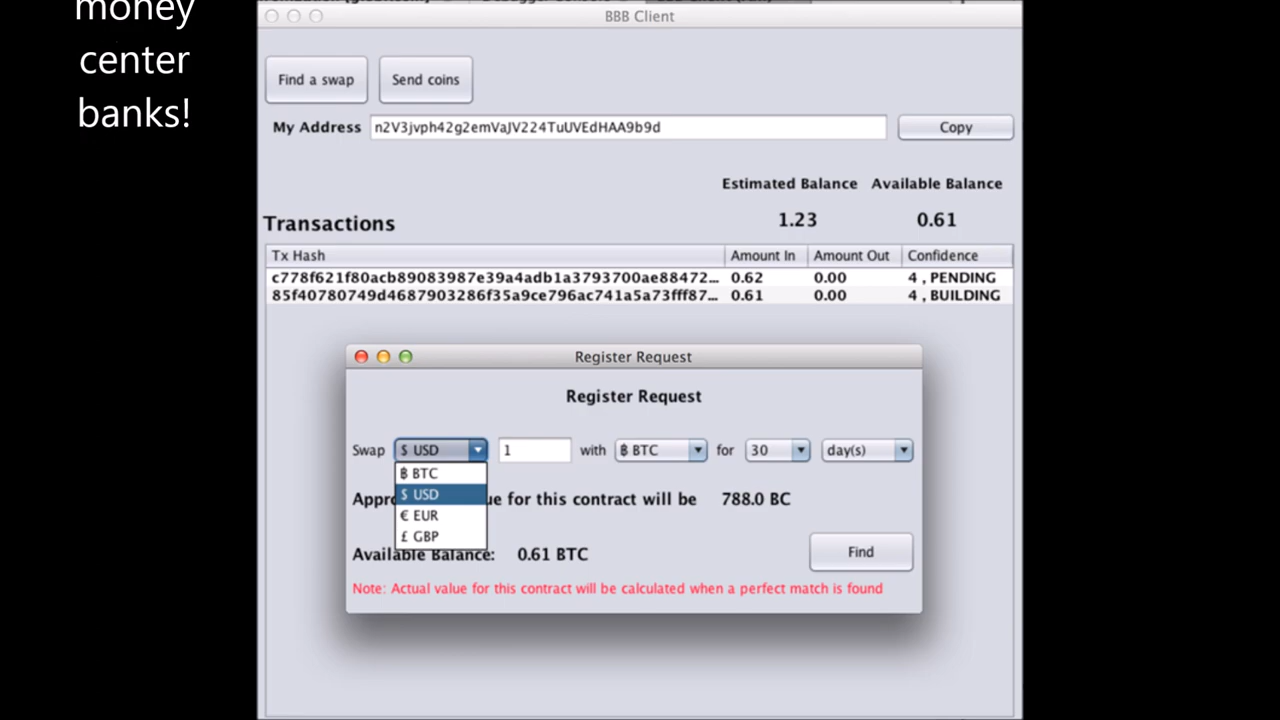 money
center
banks!
BBB Client
Find a swap Send coins
My Address n2V3jvph42g2emVaJV224TuUVEdHAA9b9d Copy
Estimated Balance Available Balance
Transactions 1.23 0.61
Tx Hash Amount In Amount Out Confidence
c778f621f80acb89083987e39a4adb1a3793700ae88472... 0.62 0.00 4 , PENDING
85f40780749d4687903286f35a9ce796ac741a5a73fff87... 0.61 0.00 4 , BUILDING
Register Request
Register Request
Swap $ USD 1 with ฿ BTC for 30 day(s)
฿ BTC
$ USD
€ EUR
£ GBP
for this contract will be 788.0 BC
Available Balance: 0.61 BTC
Find
Note: Actual value for this contract will be calculated when a perfect match is found